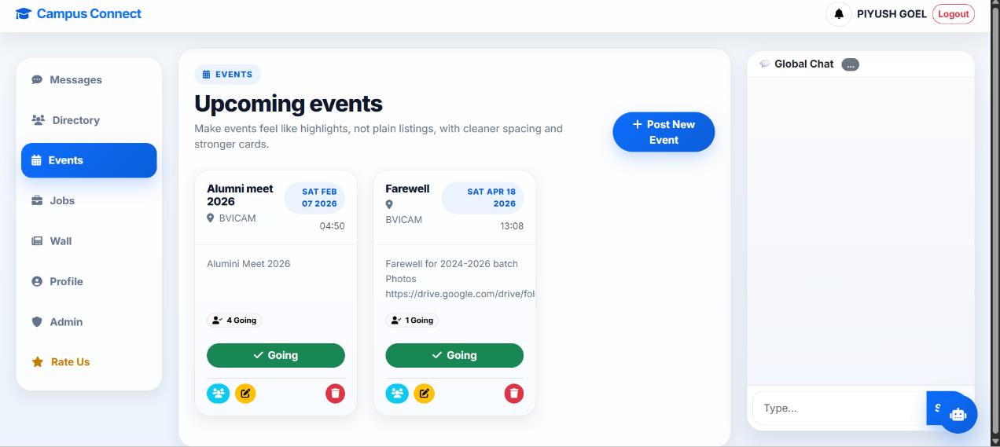 Campus Connect
PIYUSH GOEL
Logout
Messages
Directory
Events
Jobs
Wall
Profile
Admin
Rate Us
EVENTS
Upcoming events
Make events feel like highlights, not plain listings, with cleaner spacing and
stronger cards.
+ Post New
Event
Alumni meet
2026
BVICAM
SAT FEB
07 2026
04:50
Alumini Meet 2026
4 Going
Going
Farewell
BVICAM
SAT APR 18
2026
13:08
Farewell for 2024-2026 batch
Photos
https://drive.google.com/drive/fol
1 Going
Going
Global Chat
...
Type...